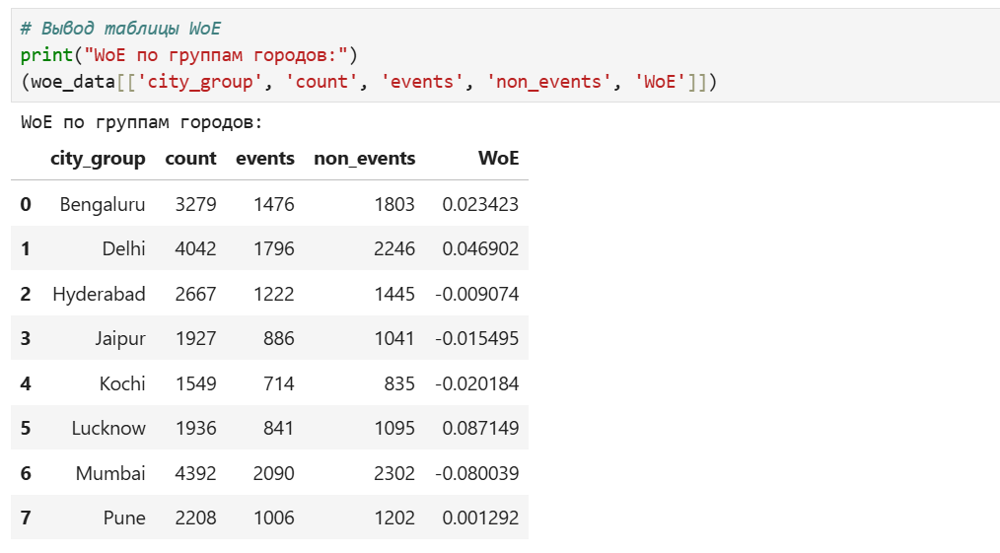 # Вывод таблицы WoE
print("WoE по группам городов:")
(woe_data[['city_group', 'count', 'events', 'non_events', 'WoE']])
WoE по группам городов:
city_group count events non_events WoE
0 Bengaluru 3279 1476 1803 0.023423
1 Delhi 4042 1796 2246 0.046902
2 Hyderabad 2667 1222 1445 -0.009074
3 Jaipur 1927 886 1041 -0.015495
4 Kochi 1549 714 835 -0.020184
5 Lucknow 1936 841 1095 0.087149
6 Mumbai 4392 2090 2302 -0.080039
7 Pune 2208 1006 1202 0.001292